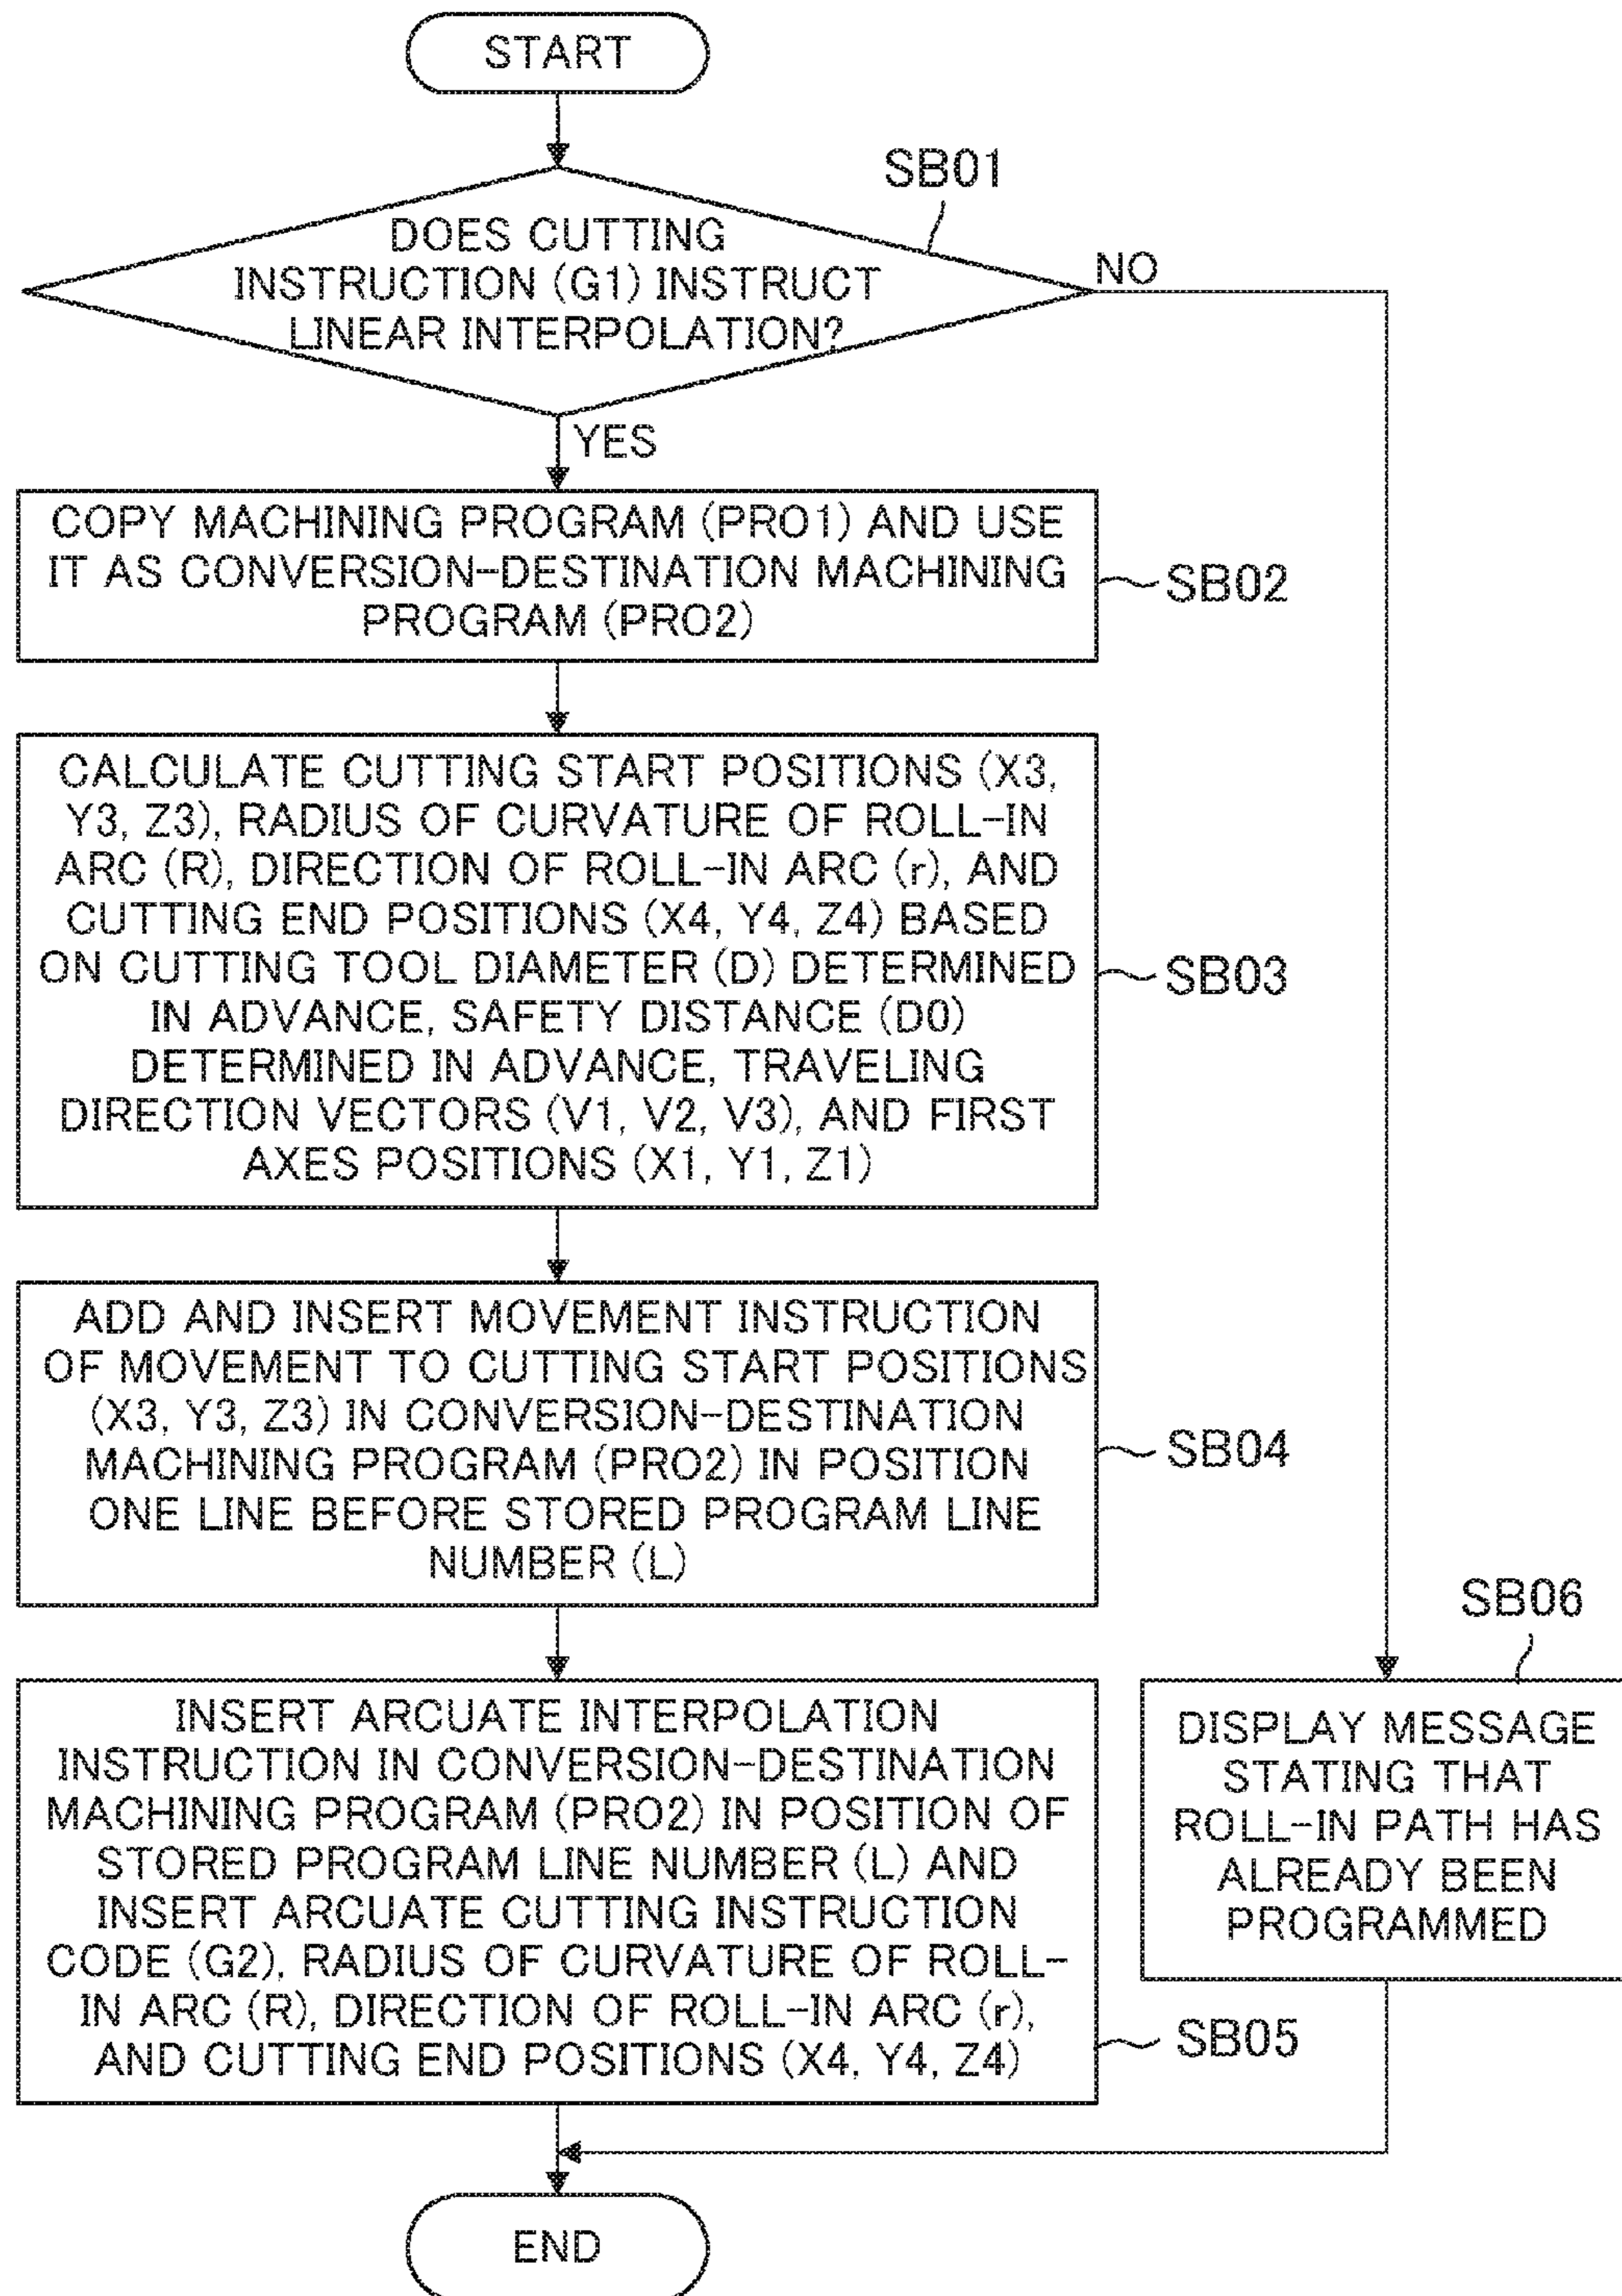 START
SB01
DOES CUTTING
INSTRUCTION (G1) INSTRUCT
LINEAR INTERPOLATION?
NO
YES
COPY MACHINING PROGRAM (PRO1) AND USE
IT AS CONVERSION-DESTINATION MACHINING
PROGRAM (PRO2)
SB02
CALCULATE CUTTING START POSITIONS (X3,
Y3, Z3), RADIUS OF CURVATURE OF ROLL-IN
ARC (R), DIRECTION OF ROLL-IN ARC (r), AND
CUTTING END POSITIONS (X4, Y4, Z4) BASED
ON CUTTING TOOL DIAMETER (D) DETERMINED
IN ADVANCE, SAFETY DISTANCE (D0)
DETERMINED IN ADVANCE, TRAVELING
DIRECTION VECTORS (V1, V2, V3), AND FIRST
AXES POSITIONS (X1, Y1, Z1)
SB03
ADD AND INSERT MOVEMENT INSTRUCTION
OF MOVEMENT TO CUTTING START POSITIONS
(X3, Y3, Z3) IN CONVERSION-DESTINATION
MACHINING PROGRAM (PRO2) IN POSITION
ONE LINE BEFORE STORED PROGRAM LINE
NUMBER (L)
SB04
INSERT ARCUATE INTERPOLATION
INSTRUCTION IN CONVERSION-DESTINATION
MACHINING PROGRAM (PRO2) IN POSITION OF
STORED PROGRAM LINE NUMBER (L) AND
INSERT ARCUATE CUTTING INSTRUCTION
CODE (G2), RADIUS OF CURVATURE OF ROLL-
IN ARC (R), DIRECTION OF ROLL-IN ARC (r),
AND CUTTING END POSITIONS (X4, Y4, Z4)
SB05
SB06
DISPLAY MESSAGE
STATING THAT
ROLL-IN PATH HAS
ALREADY BEEN
PROGRAMMED
END